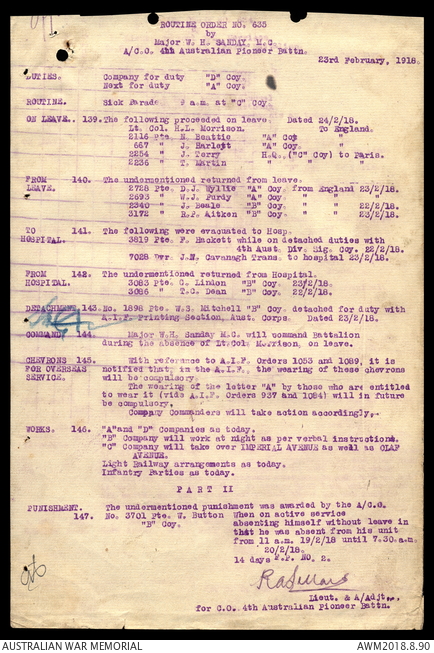 ROUTINE ORDER NO. 635
by
Major W.H. SANDAY, M.C.
A/C.O. 4th Australian Pioneer Battn.
23rd February, 1918.
DUTIES. Company for duty "D" Coy.
Next for duty "A" Coy.
ROUTINE. Sick Parade 9 a.m. at "C" Coy.
ON LEAVE. 139. The following proceeded on leave. Dated 24/2/18.
Lt. Col. H.L. Morrison. To England.
2116 Pte. N. Beattie "A" Coy "
667 " J. Harlett "A" Coy. "
2254 " J. Terry H.Q. ("C" Coy) to Paris.
2236 " T. Martin " " "
FROM 140. The undermentioned returned from leave.
LEAVE. 2728 Pte. D.J. Wyllie "A" Coy. from England 23/2/18.
2693 " W.J. Purdy "A" Coy. " " "
2340 " J. Beale "B" Coy. " " 22/2/18.
3172 " R.P. Aitken "B" Coy. " " 23/2/18.
TO 141. The following were evacuated to Hosp.
HOSPITAL. 3819 Pte. F. Hackett while on detached duties with
4th Aust. Div. Sig. Coy. 22/2/18.
7028 Dvr. J.N. Cavanagh Trans. to hospital 23/2/18.
FROM 142. The undermentioned returned from Hospital.
HOSPITAL. 3083 Pte. C. Linion "B" Coy. 23/2/18.
3086 " T.C. Dean "B" Coy. 22/2/18.
DETACHMENT. 143. No. 1898 Pte. W.S. Mitchell "B" Coy. detached for duty with
A.I.F. Printing Section, Aust. Corps. Dated 23/2/18.
COMMAND. 144. Major W.H. Sanday M.C. will command Battalion
during the absence of Lt.Col. Morrison, on leave.
CHEVRONS 145. With reference to A.I.F. Orders 1053 and 1089, it is
FOR OVERSEAS notified that, in the A.I.F., the wearing of these chevrons
SERVICE. will be compulsory.
The wearing of the letter "A" by those who are entitled
to wear it (vide A.I.F. Orders 937 and 1084) will in future
be compulsory.
Company Commanders will take action accordingly.
WORKS. 146. "A" and "D" Companies as today.
"B" Company will work at night as per verbal instructions.
"C" Company will take over IMPERIAL AVENUE as well as OLAF
AVENUE.
Light Railway arrangements as today.
Infantry Parties as today.
PART II
PUNISHMENT. The undermentioned punishment was awarded by the A/C.O.
147. No. 3701 Pte. W. Button When on active service
"B" Coy. absenting himself without leave in
that he was absent from his unit
from 11 a.m. 19/2/18 until 7.30 a.m.
20/2/18.
14 days F.P. NO. 2.
Lieut. & A/Adjt.,
for C.O. 4th Australian Pioneer Battn.
AUSTRALIAN WAR MEMORIAL AWM2018.8.90